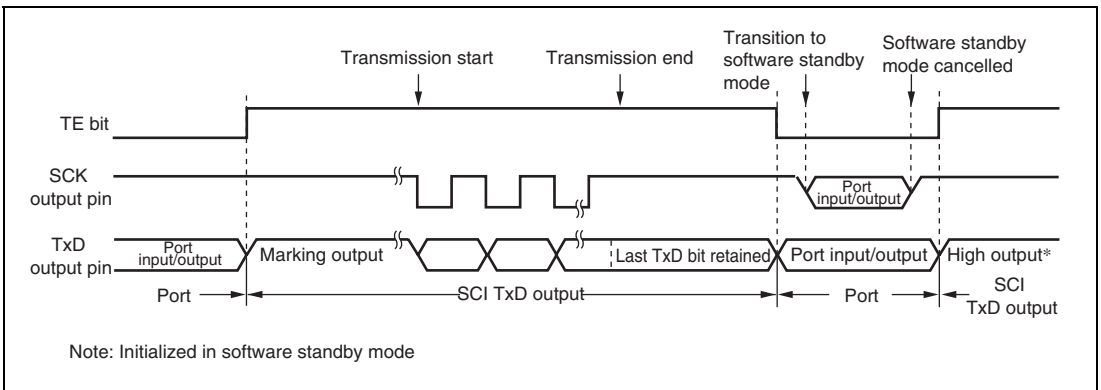 Transmission start
Transmission end
Transition to
software standby
mode
Software standby
mode cancelled
TE bit
SCK
output pin
Port
input/output
TxD
output pin
Port
input/output
Marking output
Last TxD bit retained
Port input/output
High output*
Port
SCI TxD output
Port
SCI
TxD output
Note: Initialized in software standby mode